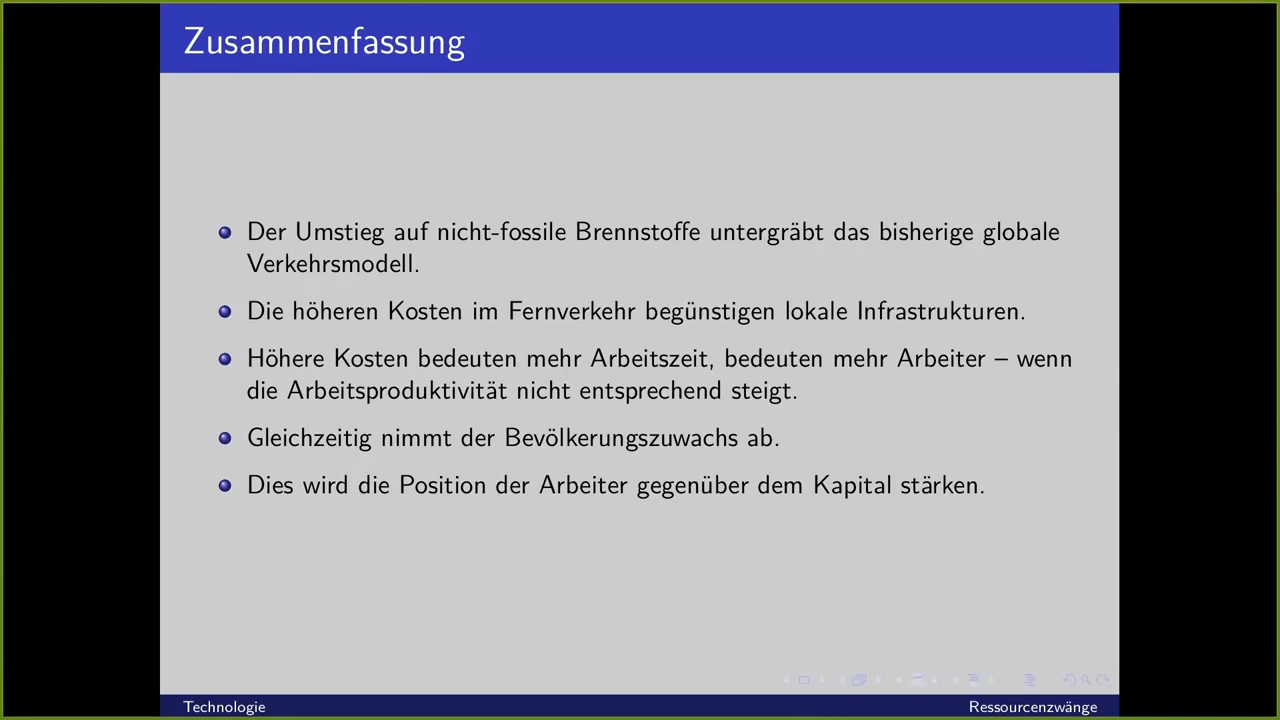 Zusammenfassung
Der Umstieg auf nicht-fossile Brennstoffe untergräbt das bisherige globale
Verkehrsmodell.
Die höheren Kosten im Fernverkehr begünstigen lokale Infrastrukturen.
Höhere Kosten bedeuten mehr Arbeitszeit, bedeuten mehr Arbeiter – wenn
die Arbeitsproduktivität nicht entsprechend steigt.
Gleichzeitig nimmt der Bevölkerungszuwachs ab.
Dies wird die Position der Arbeiter gegenüber dem Kapital stärken.
Technologie
Ressourcenzwänge